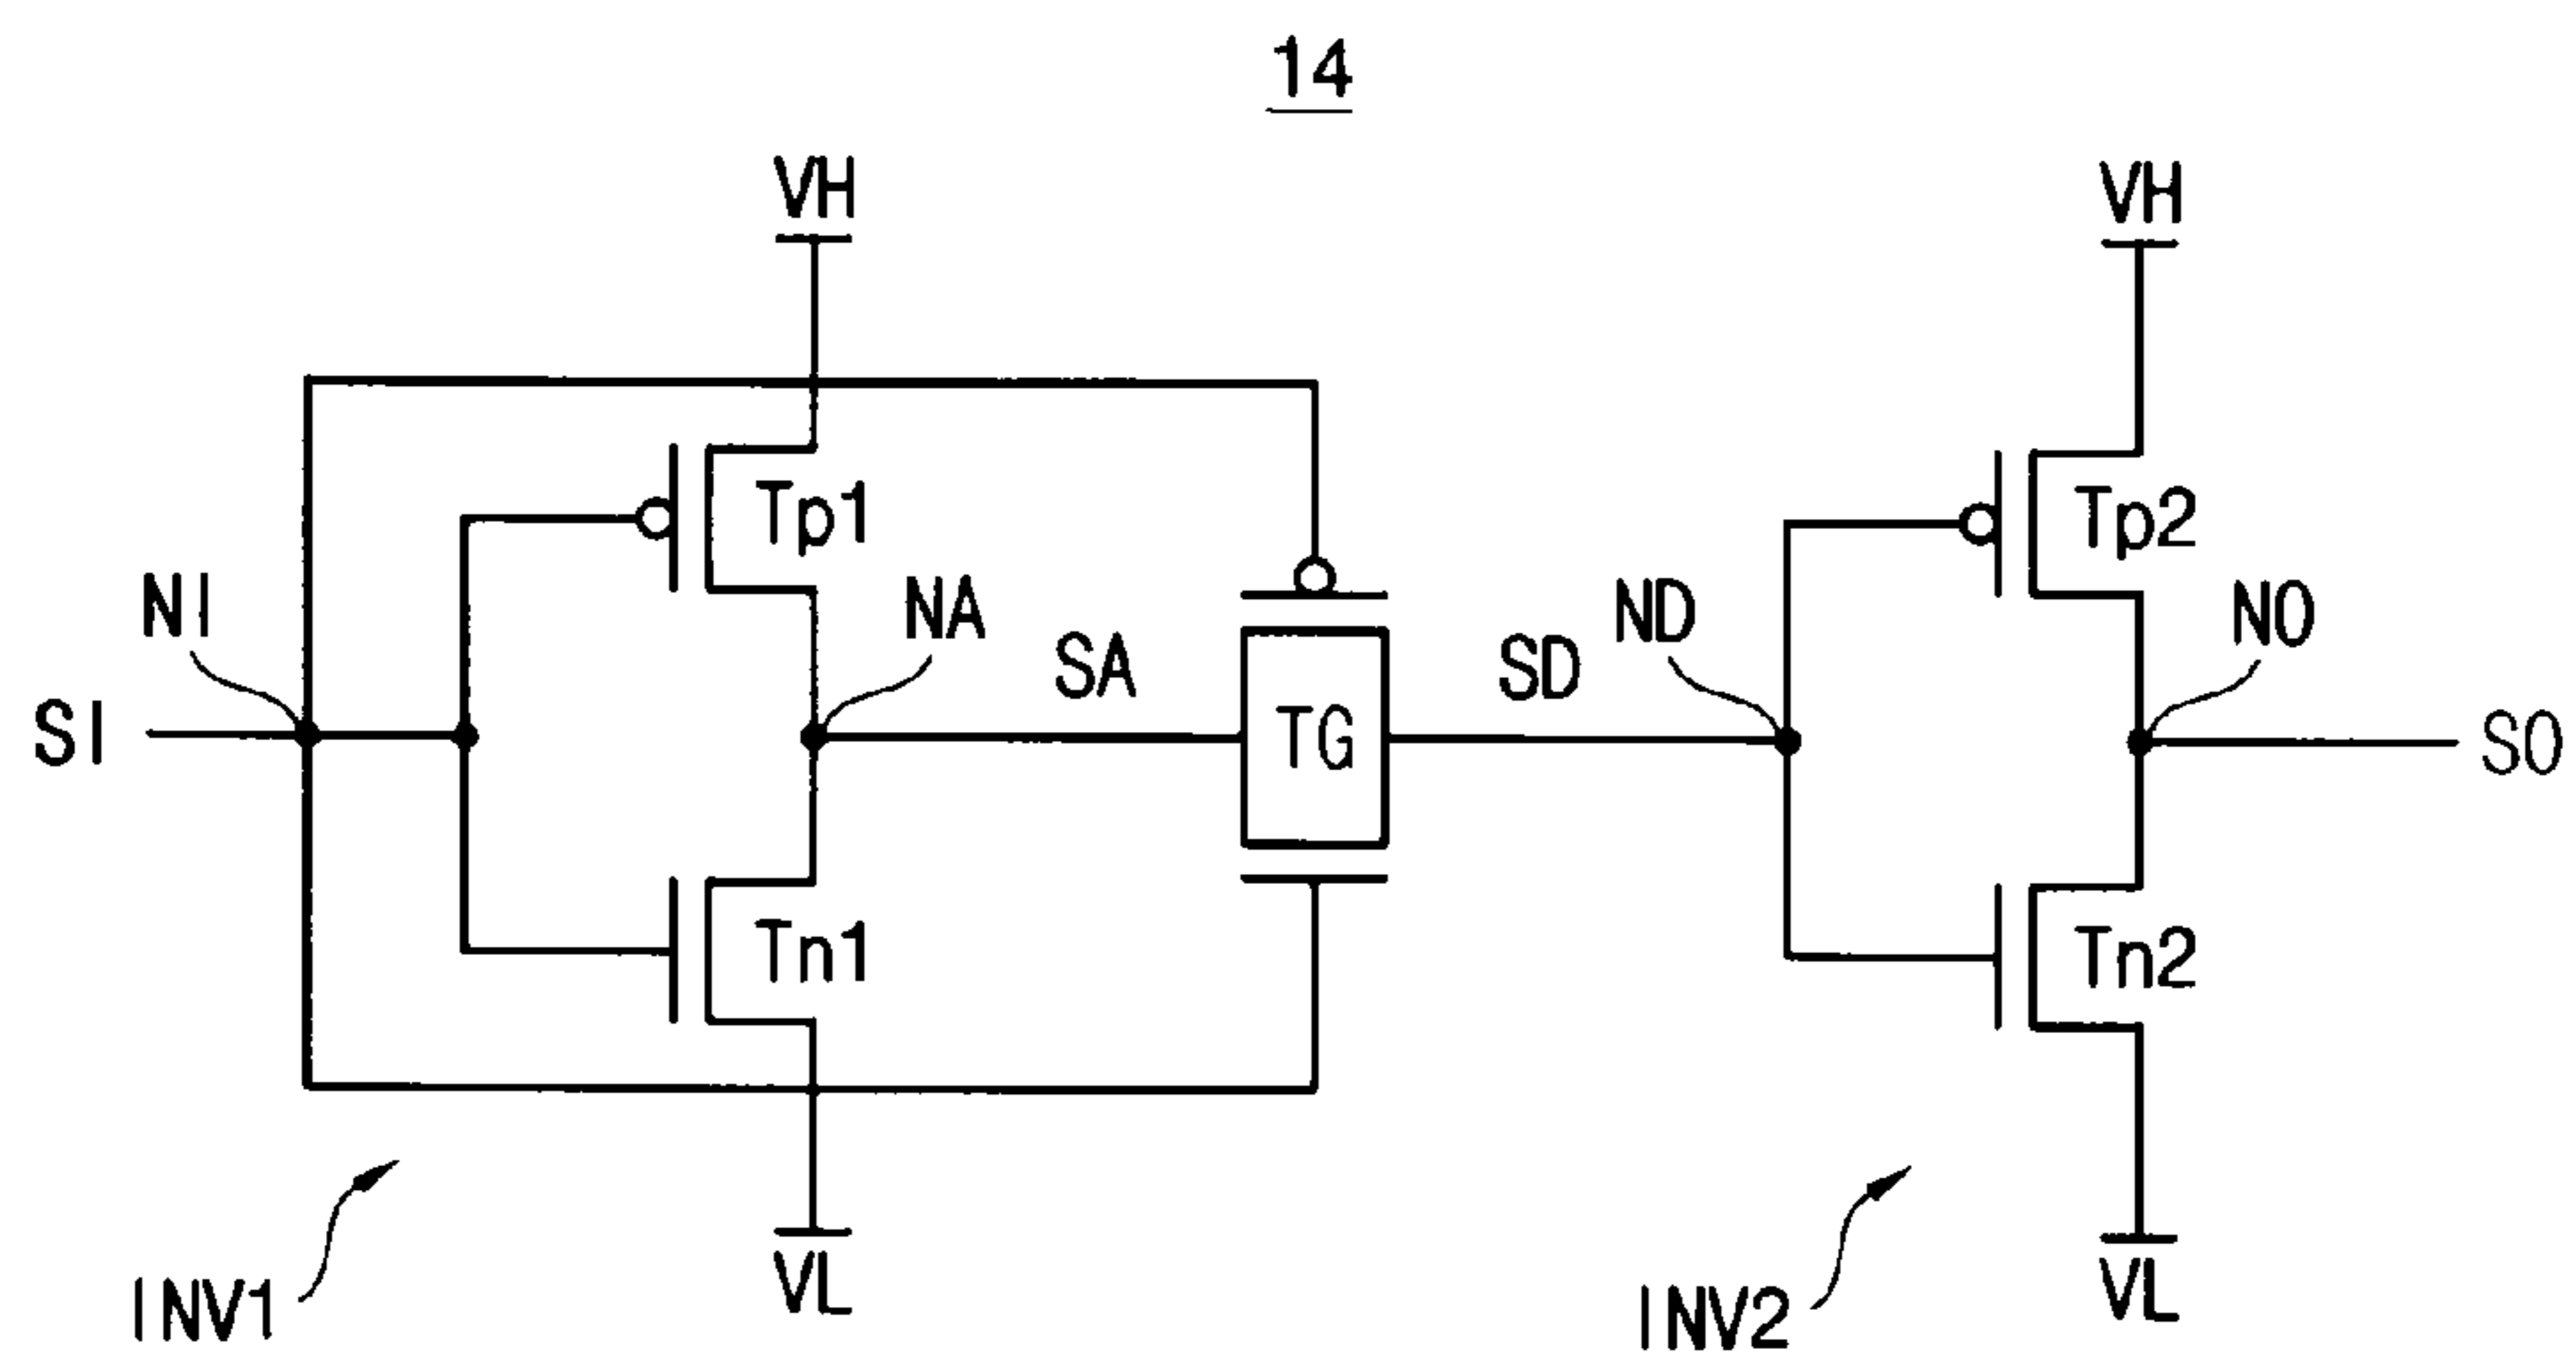 14
VH
VH
Tp1
Tp2
NI
NA
SA
TG
SD
ND
NO
SI
SO
Tn1
Tn2
INV1
VL
INV2
VL